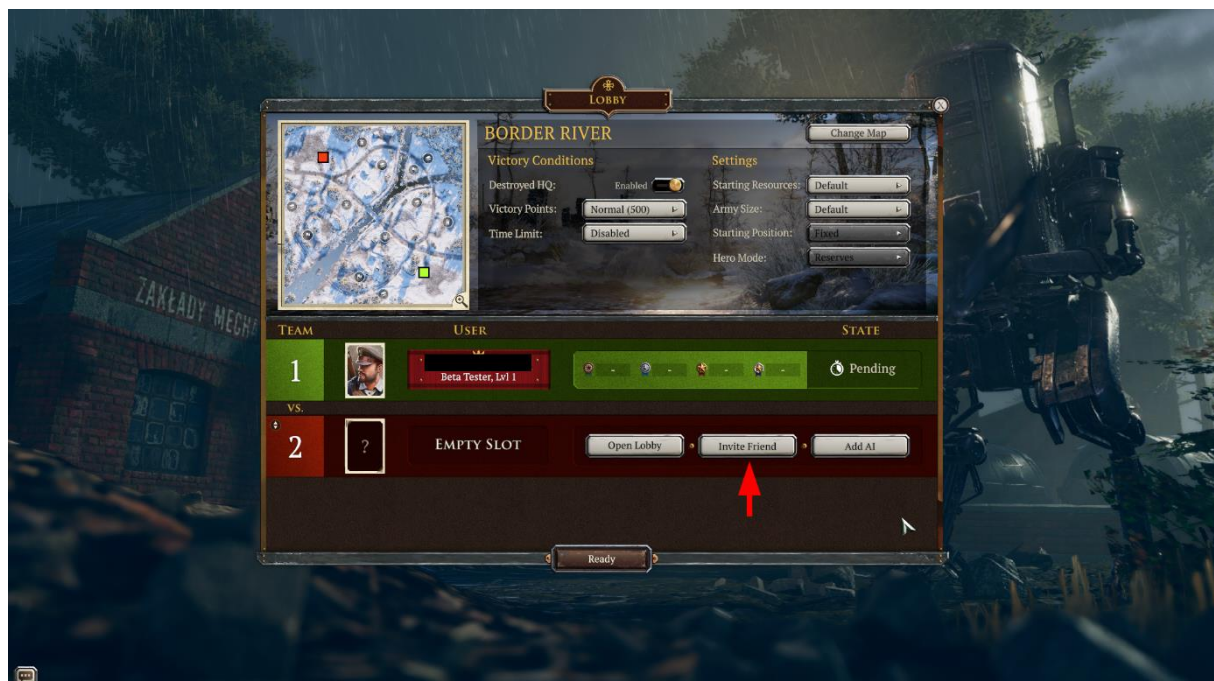 LOBBY
BORDER RIVER
Change Map
Victory Conditions
Settings
Destroyed HQ: Enabled
Starting Resources: Default
Victory Points: Normal (500)
Army Size: Default
Time Limit: Disabled
Starting Position: Fixed
Hero Mode: Reserves
ZAKŁADY MECH
TEAM USER STATE
1 Beta Tester, Lvl 1 - - - - Pending
VS.
2 ? EMPTY SLOT Open Lobby Invite Friend Add AI
Ready